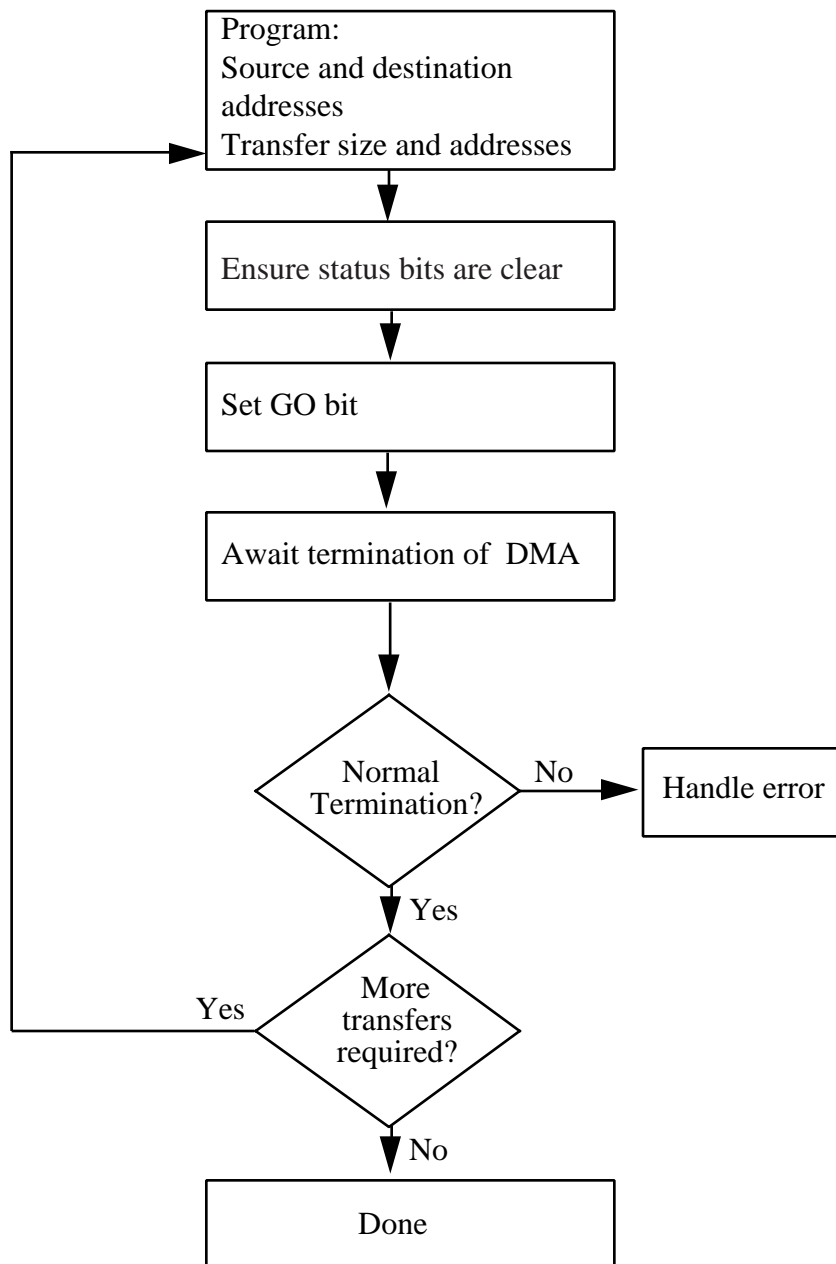 Program:
Source and destination
addresses
Transfer size and addresses
Ensure status bits are clear
Set GO bit
Await termination of DMA
Normal
Termination?
No
Handle error
Yes
More
transfers
required?
Yes
No
Done